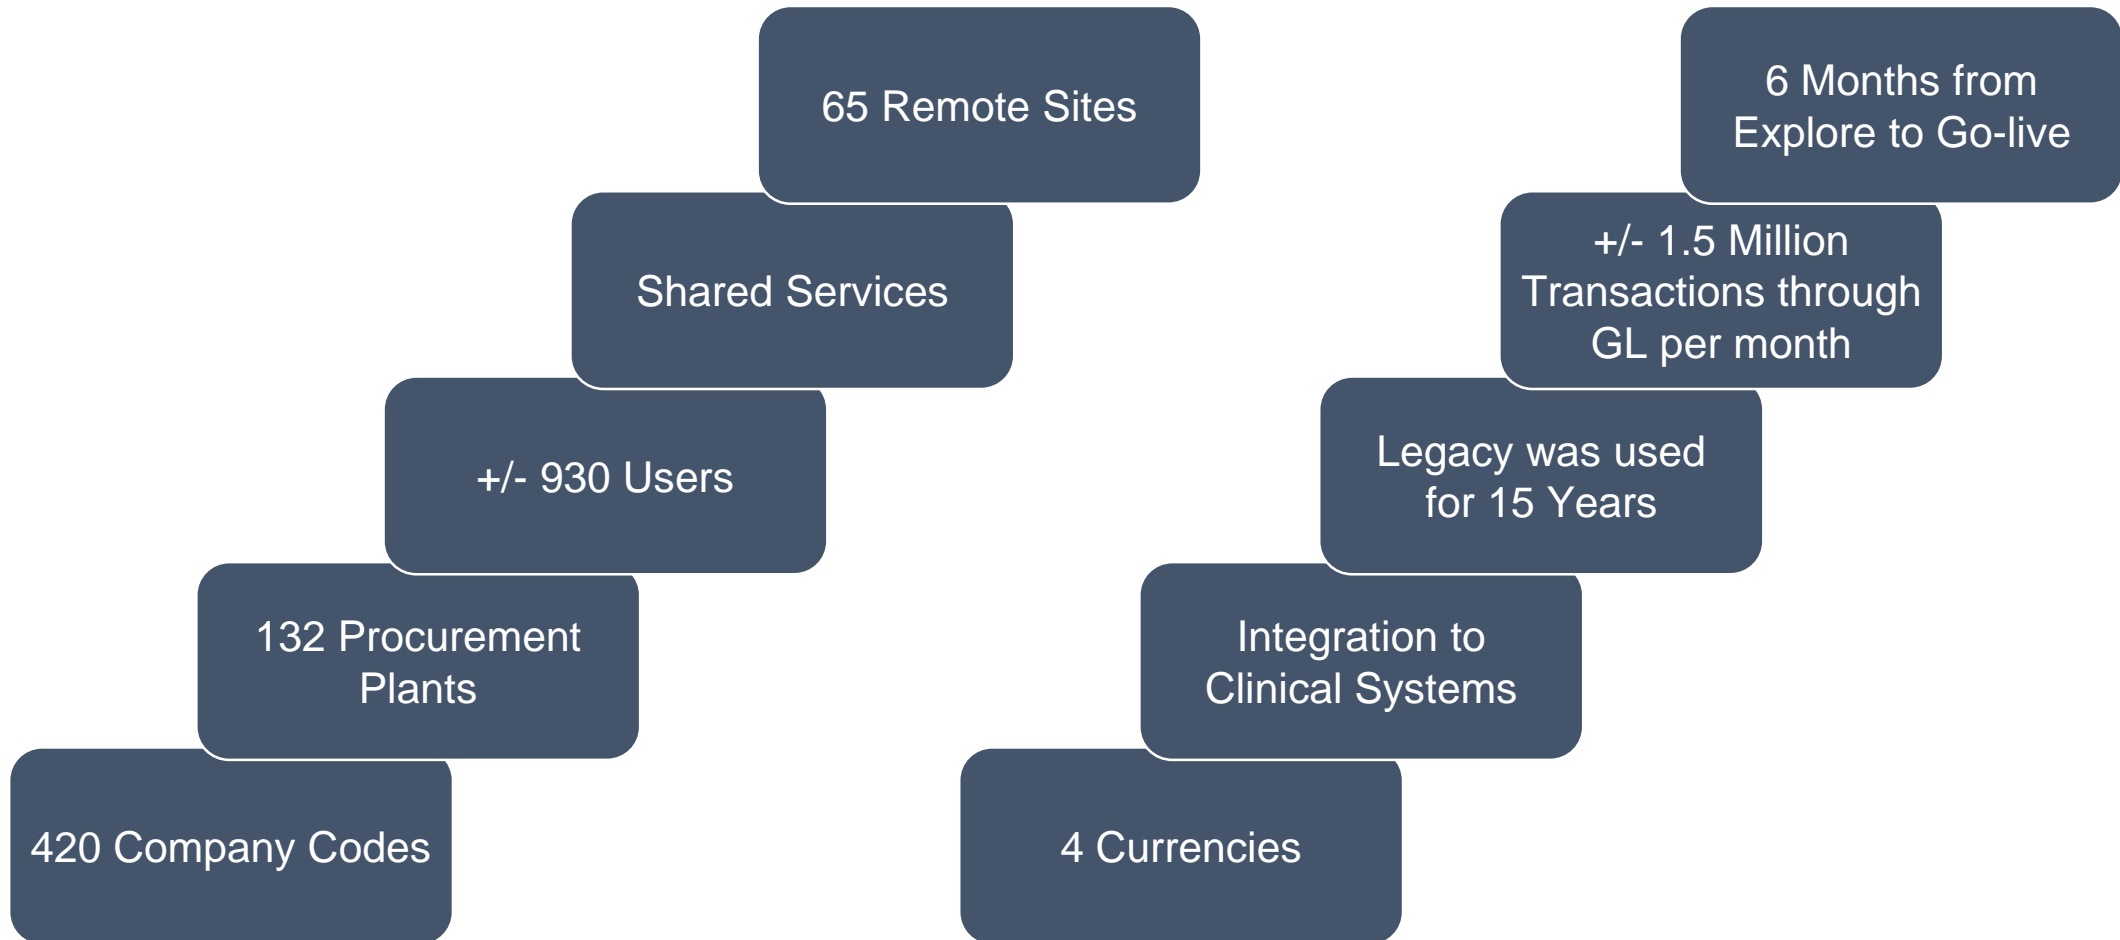 65 Remote Sites
Shared Services
+/- 930 Users
132 Procurement
Plants
420 Company Codes
6 Months from
Explore to Go-live
+/- 1.5 Million
Transactions through
GL per month
Legacy was used
for 15 Years
Integration to
Clinical Systems
4 Currencies